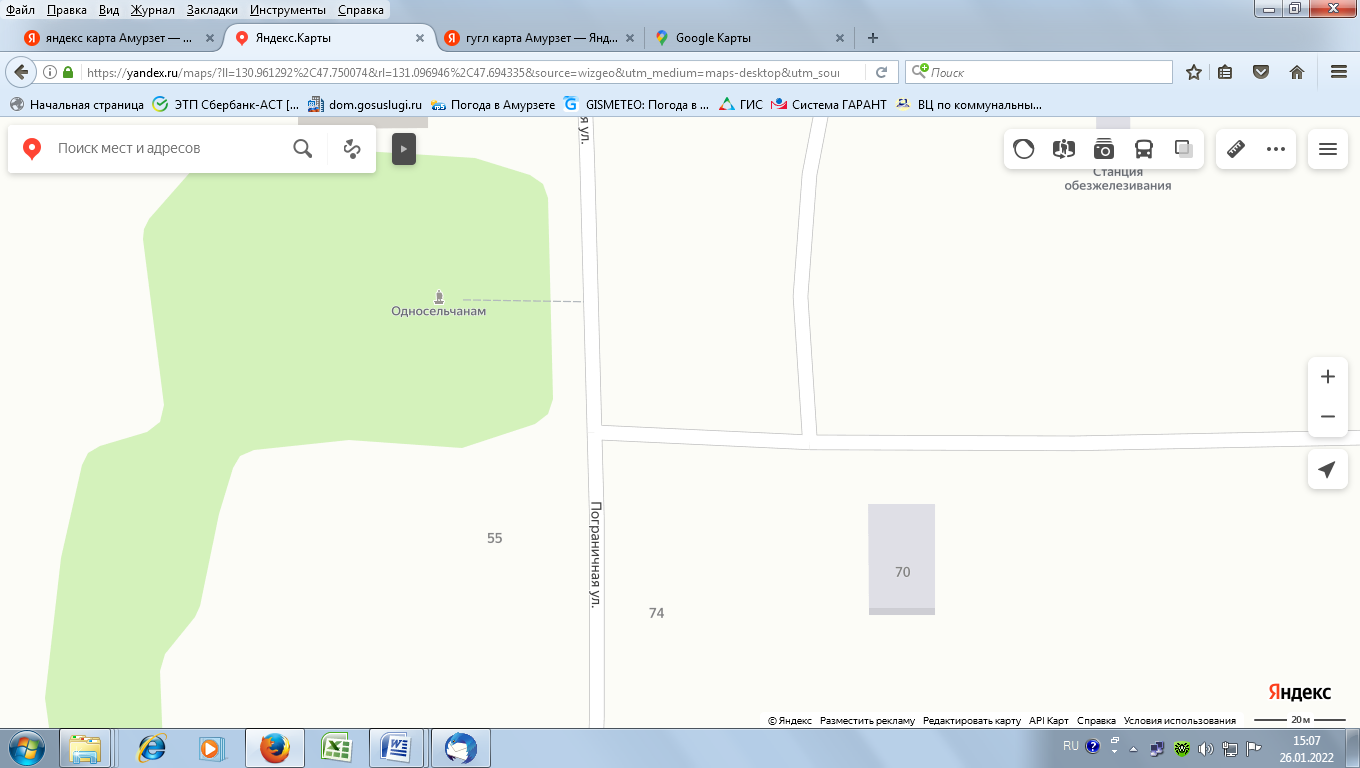 Файл Правка Вид Журнал Закладки Инструменты Справка
яндекс карта Амурзет — ...
Яндекс.Карты
гугл карта Амурзет — Янд...
Google Карты
https://yandex.ru/maps/?ll=130.961292%2C47.750074&rl=131.096946%2C47.694335&source=wizgeo&utm_medium=maps-desktop&utm_sour
Поиск
Начальная страница
ЭТП Сбербанк-АСТ [...
dom.gosuslugi.ru
Погода в Амурзете
GISMETEO: Погода в ...
ГИС
Система ГАРАНТ
ВЦ по коммунальны...
Поиск мест и адресов
я ул.
Станция
обезжелезивания
Односельчанам
Пограничная ул.
55
70
74
Яндекс
© Яндекс Разместить рекламу Редактировать карту API Карт Справка Условия использования
20 м
RU
15:07
26.01.2022